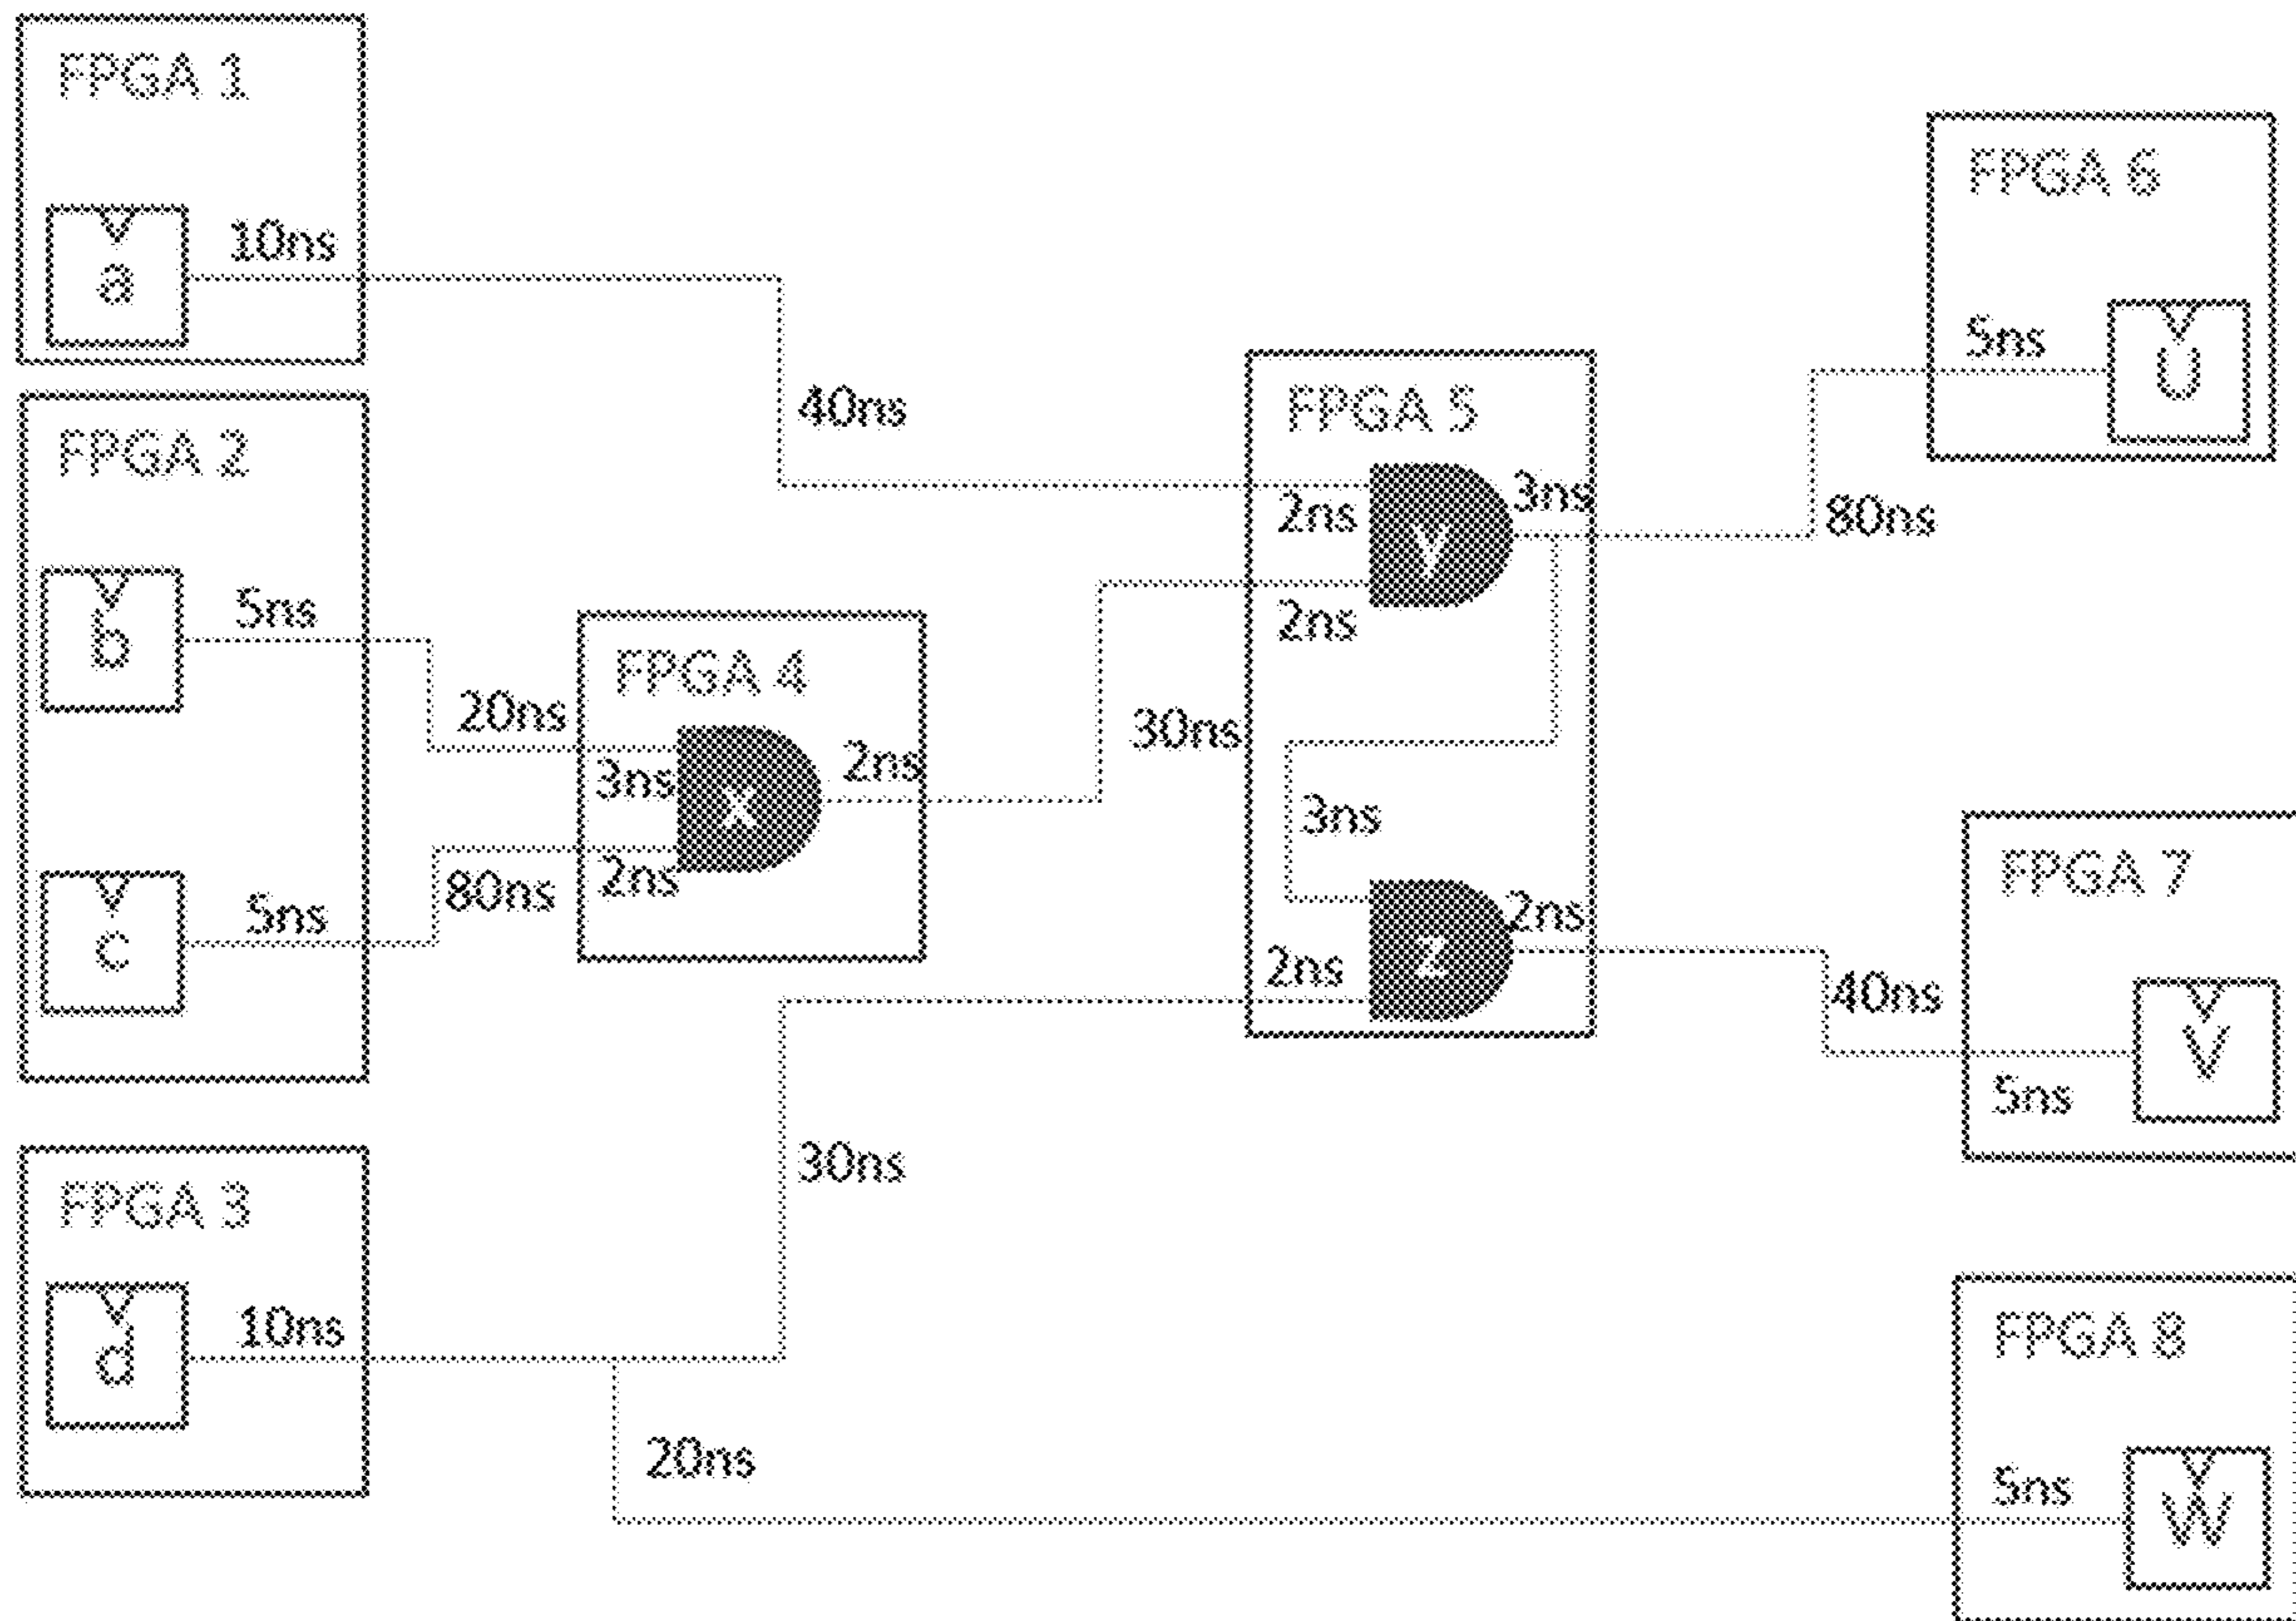 FPGA 1
10ns
a
40ns
FPGA 2
5ns
b
20ns
5ns
c
80ns
FPGA 4
3ns
x
2ns
2ns
30ns
FPGA 5
2ns
y
3ns
2ns
3ns
2ns
z
2ns
80ns
FPGA 6
5ns
U
40ns
FPGA 7
5ns
V
FPGA 3
10ns
d
30ns
20ns
FPGA 8
5ns
W